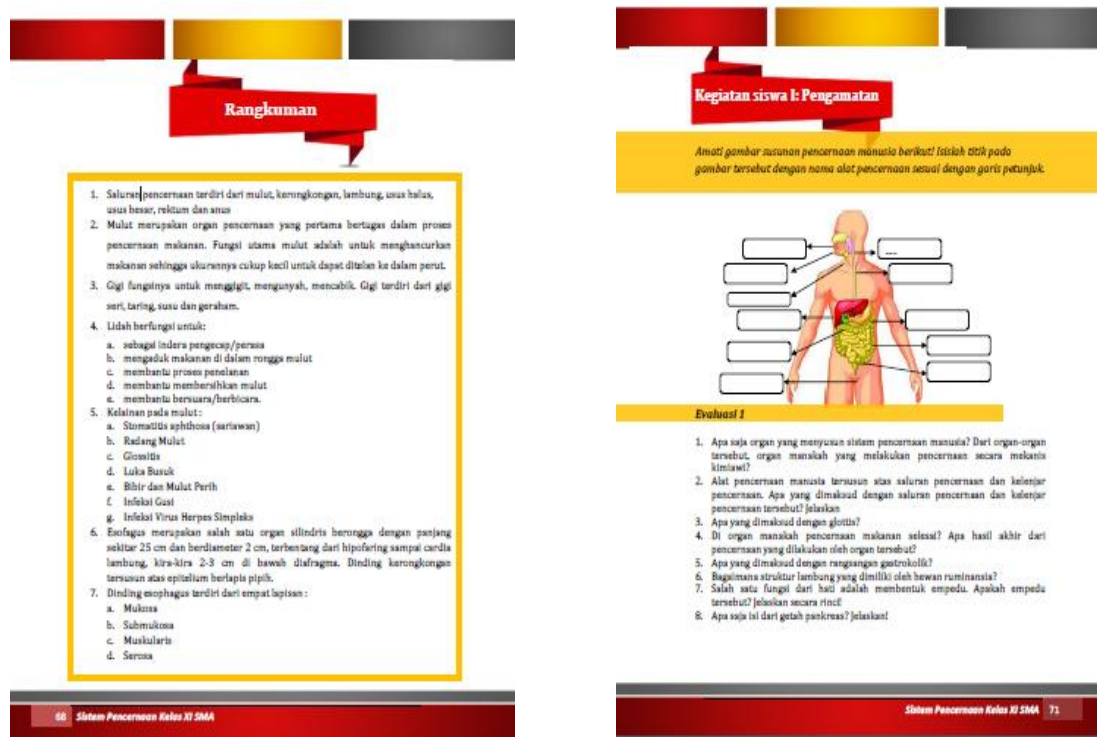 Rangkuman
1. Saluran pencernaan terdiri dari mulut, kerongkongan, lambung, usus halus,
usus besar, rektum dan anus
2. Mulut merupakan organ pencernaan yang pertama bertugas dalam proses
pencernaan makanan. Fungsi utama mulut adalah untuk menghancurkan
makanan sehingga ukurannya cukup kecil untuk dapat ditelan ke dalam perut.
3. Gigi fungsinya untuk menggigit, mengunyah, mencabik. Gigi terdiri dari gigi
seri, taring, susu dan geraham.
4. Lidah berfungsi untuk:
a. sebagai indera pengecap/perasa
b. mengaduk makanan di dalam rongga mulut
c. membantu proses penelanan
d. membantu membersihkan mulut
e. membantu bersuara/berbicara.
5. Kelainan pada mulut :
a. Stomatitis aphthosa (sariawan)
b. Radang Mulut
c. Glossitis
d. Luka Busuk
e. Bibir dan Mulut Perih
f. Infeksi Gusi
g. Infeksi Virus Herpes Simpleks
6. Esofagus merupakan salah satu organ silindris berongga dengan panjang
sekitar 25 cm dan berdiameter 2 cm, terbentang dari hipofaring sampai cardia
lambung, kira-kira 2-3 cm di bawah diafragma. Dinding kerongkongan
tersusun atas epitelium berlapis pipih.
7. Dinding esophagus terdiri dari empat lapisan :
a. Mukosa
b. Submukosa
c. Muskularis
d. Serosa
68 Sistem Pencernaan Kelas XI SMA
Kegiatan siswa I: Pengamatan
Amati gambar susunan pencernaan manusia berikut! Isislah titik pada
gambar tersebut dengan nama alat pencernaan sesuai dengan garis petunjuk.
....
Evaluasi 1
1. Apa saja organ yang menyusun sistem pencernaan manusia? Dari organ-organ
tersebut, organ manakah yang melakukan pencernaan secara mekanis
kimiawi?
2. Alat pencernaan manusia tersusun atas saluran pencernaan dan kelenjar
pencernaan. Apa yang dimaksud dengan saluran pencernaan dan kelenjar
pencernaan tersebut? Jelaskan
3. Apa yang dimaksud dengan glottis?
4. Di organ manakah pencernaan makanan selesai? Apa hasil akhir dari
pencernaan yang dilakukan oleh organ tersebut?
5. Apa yang dimaksud dengan rangsangan gastrokolik?
6. Bagaimana struktur lambung yang dimiliki oleh hewan ruminansia?
7. Salah satu fungsi dari hati adalah membentuk empedu. Apakah empedu
tersebut? Jelaskan secara rinci!
8. Apa saja isi dari getah pankreas? Jelaskan!
Sistem Pencernaan Kelas XI SMA 71